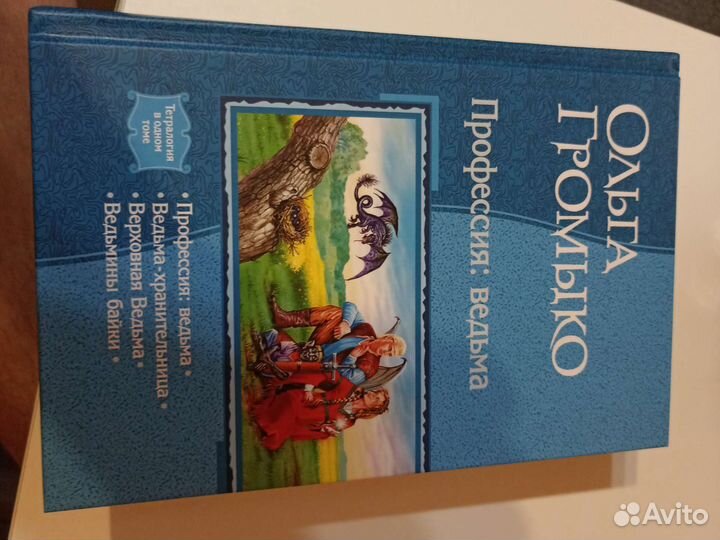 Ольга
Громыко
Профессия: ведьма
Тетралогия
в одном
томе
• Профессия: ведьма •
• Ведьма-хранительница •
• Верховная Ведьма •
• Ведьмины байки •
Avito